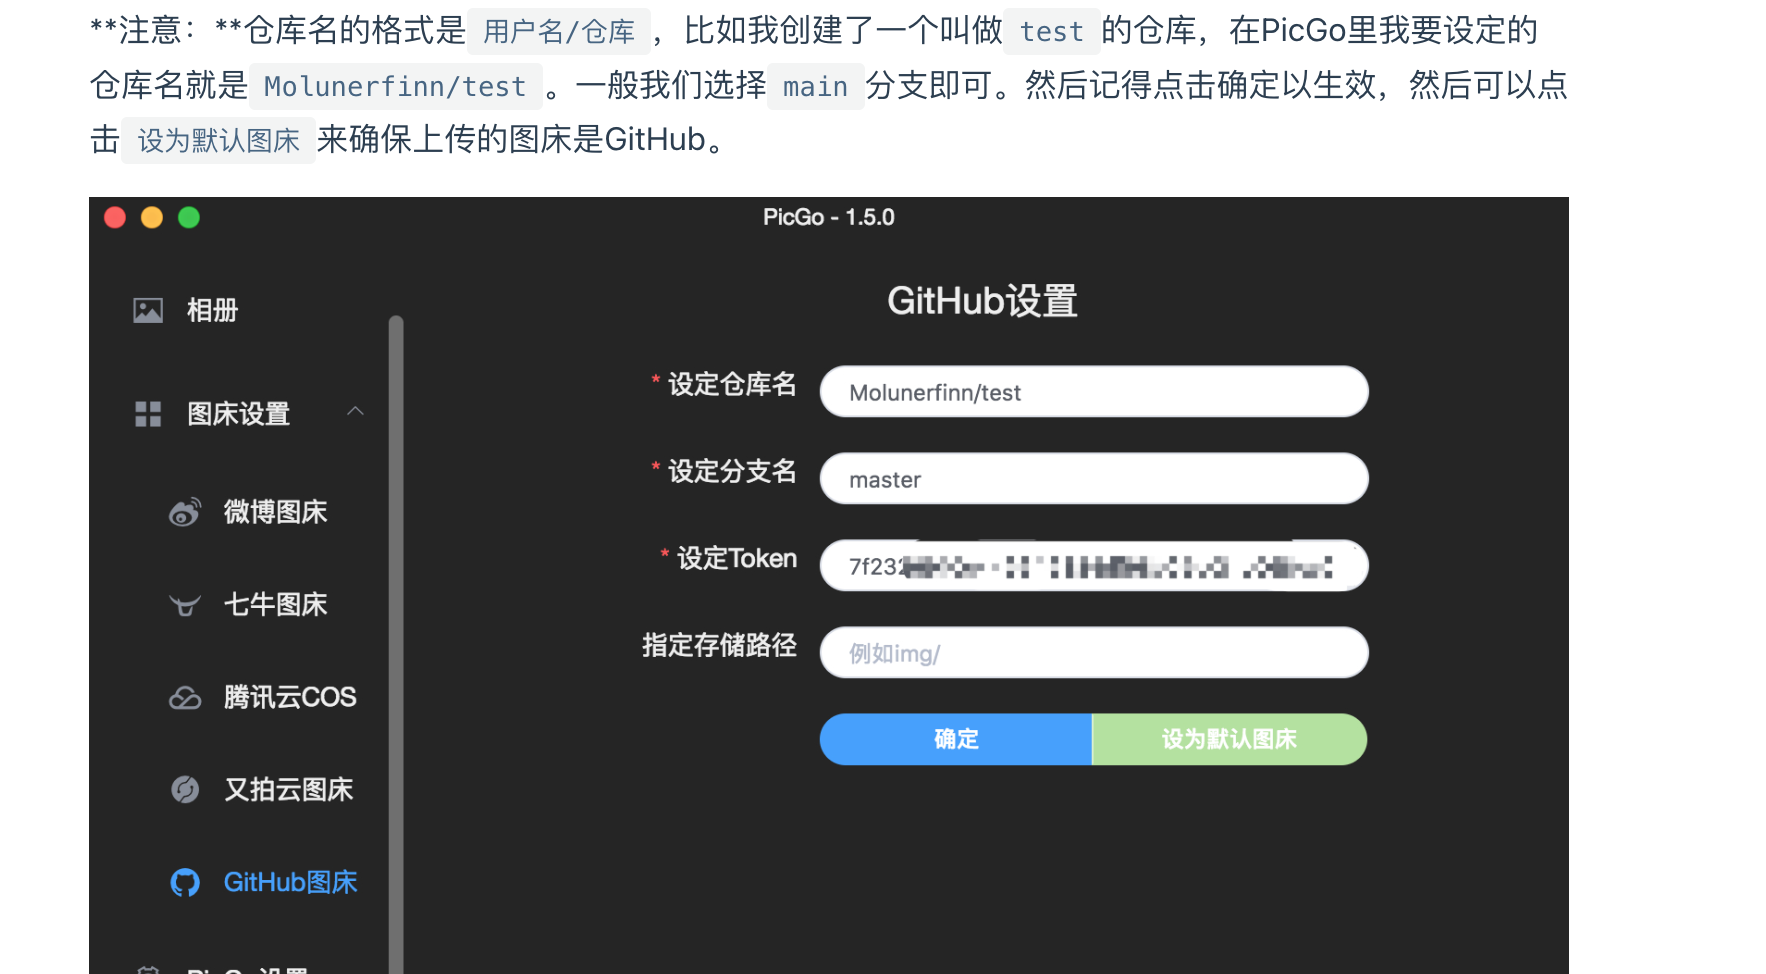 **注意：**仓库名的格式是 用户名/仓库 ，比如我创建了一个叫做 test 的仓库，在PicGo里我要设定的
仓库名就是 Molunerfinn/test 。一般我们选择 main 分支即可。然后记得点击确定以生效，然后可以点
击 设为默认图床 来确保上传的图床是GitHub。
PicGo - 1.5.0
相册
图床设置
微博图床
七牛图床
腾讯云COS
又拍云图床
GitHub图床
PicGo 设置
GitHub设置
* 设定仓库名 Molunerfinn/test
* 设定分支名 master
* 设定Token 7f232
指定存储路径 例如img/
确定 设为默认图床